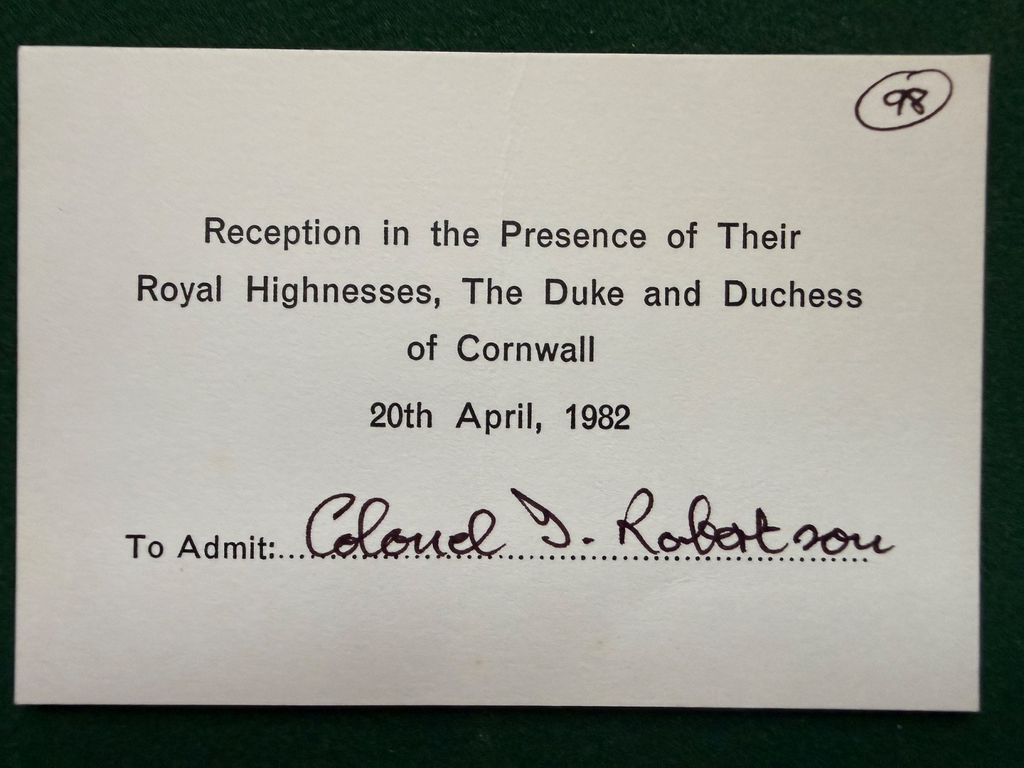 98
Reception in the Presence of Their
Royal Highnesses, The Duke and Duchess
of Cornwall
20th April, 1982
To Admit:...Colonel J. Robertson